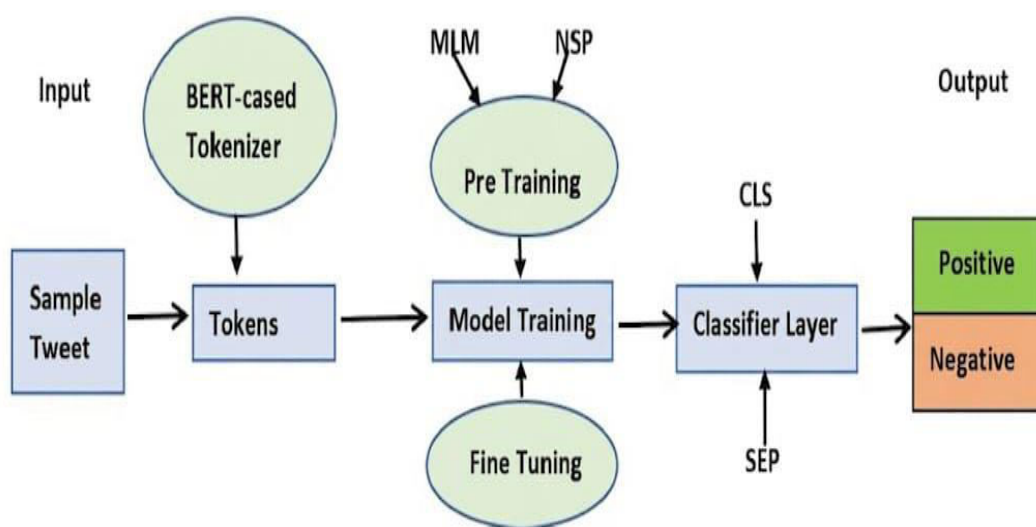 Input
BERT-cased
Tokenizer
MLM
NSP
Pre Training
Output
CLS
Sample
Tweet
Tokens
Model Training
Classifier Layer
Positive
Negative
Fine Tuning
SEP